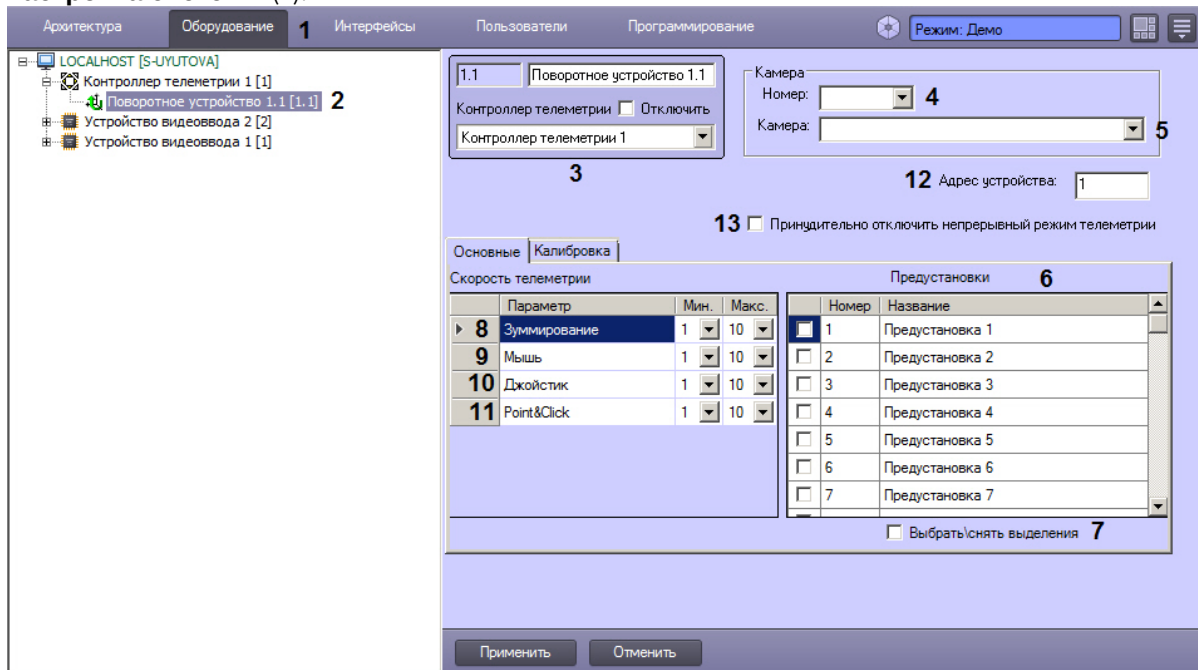 Архитектура Оборудование 1 Интерфейсы Пользователи Программирование Режим: Демо
LOCALHOST [S-UYUTOVA]
Контроллер телеметрии 1 [1]
Поворотное устройство 1.1 [1.1] 2
Устройство видеоввода 2 [2]
Устройство видеоввода 1 [1]
1.1 Поворотное устройство 1.1
Контроллер телеметрии Отключить
Контроллер телеметрии 1
3
Камера
Номер: 4
Камера: 5
12 Адрес устройства: 1
13 Принудительно отключить непрерывный режим телеметрии
Основные Калибровка
Скорость телеметрии
Параметр Мин. Макс.
8 Зуммирование 1 10
9 Мышь 1 10
10 Джойстик 1 10
11 Point&Click 1 10
Предустановки 6
Номер Название
1 Предустановка 1
2 Предустановка 2
3 Предустановка 3
4 Предустановка 4
5 Предустановка 5
6 Предустановка 6
7 Предустановка 7
Выбрать\снять выделения 7
Применить Отменить